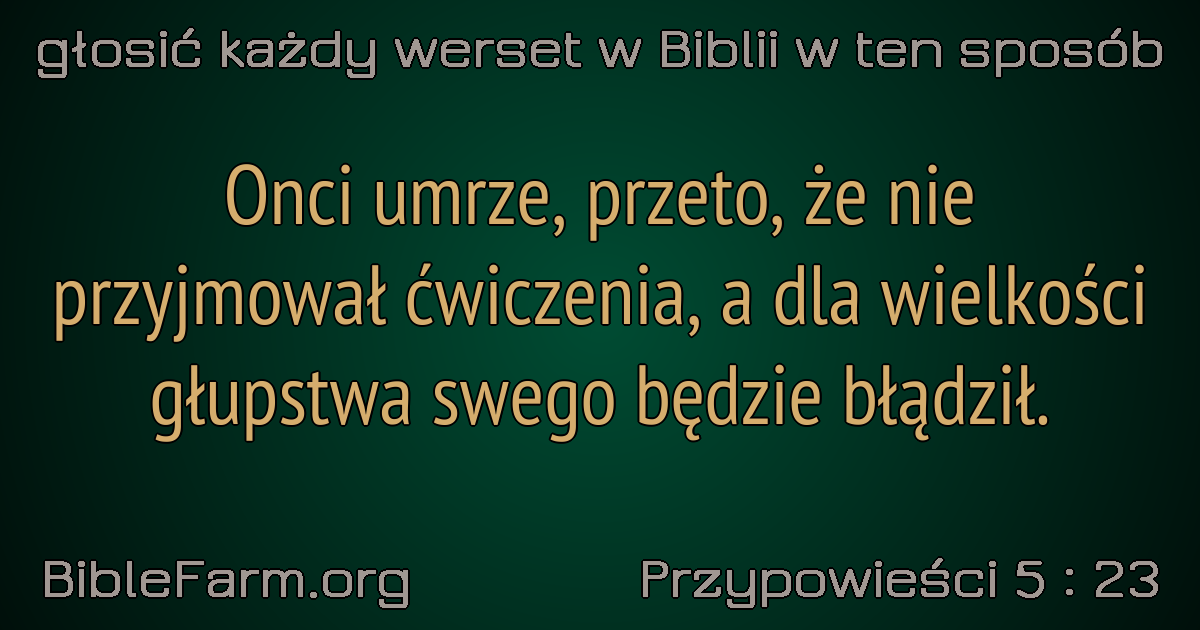 głosić każdy werset w Biblii w ten sposób
Onci umrze, przeto, że nie
przyjmował ćwiczenia, a dla wielkości
głupstwa swego będzie błądził.
BibleFarm.org
Przypowieści 5 : 23